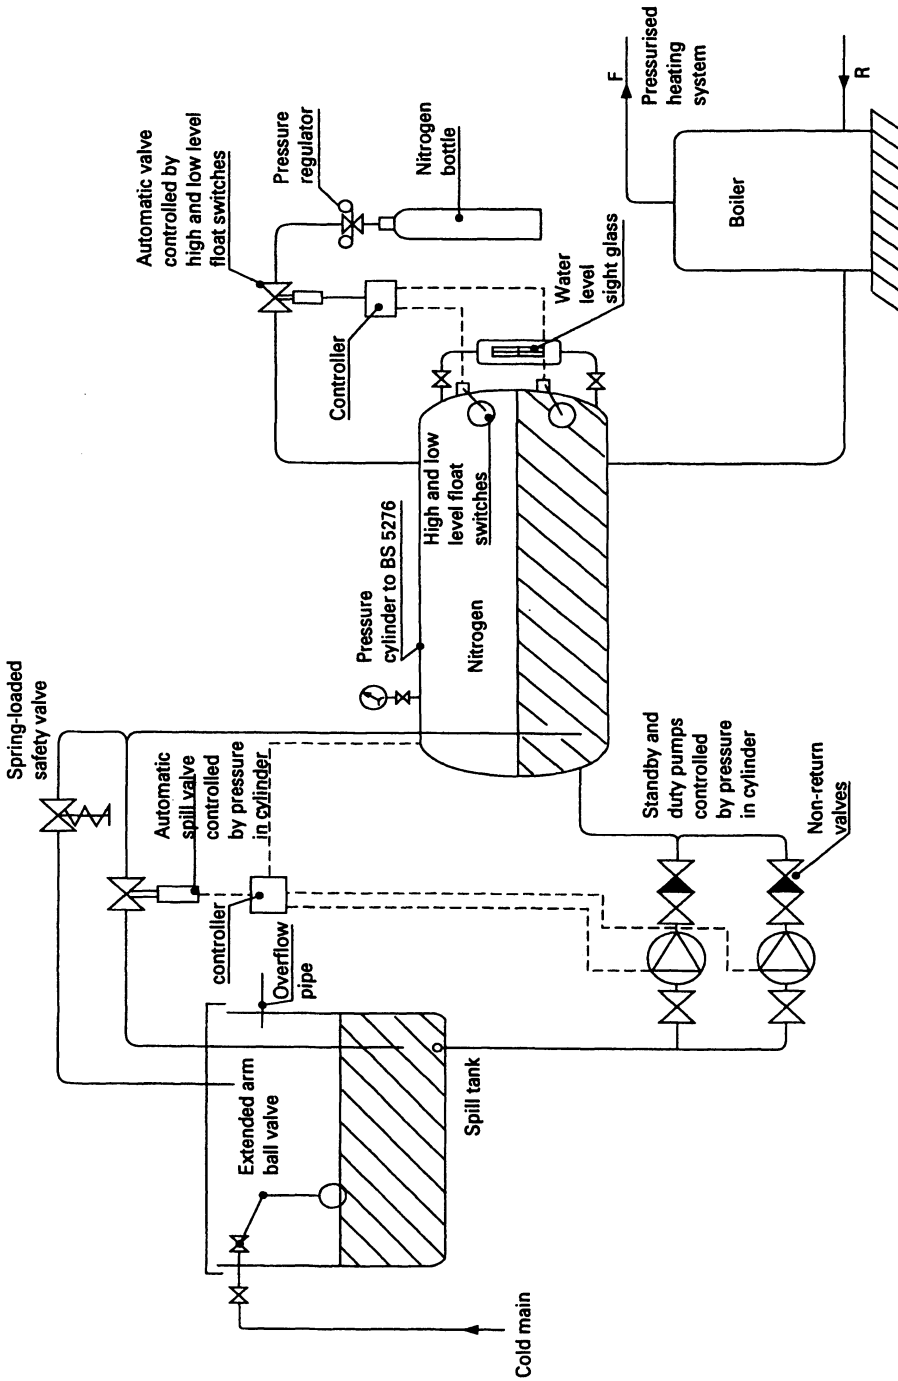 Spring-loaded
safety valve
Automatic
spill valve
controlled
by pressure
in cylinder
controller
Overflow
pipe
Extended arm
ball valve
Spill tank
Cold main
Automatic valve
controlled by
high and low level
float switches
Pressure
regulator
Nitrogen
bottle
Controller
Water
level
sight glass
High and low
level float
switches
Pressure
cylinder to BS 5276
Nitrogen
Standby and
duty pumps
controlled
by pressure
in cylinder
Non-return
valves
F
Pressurised
heating
system
R
Boiler